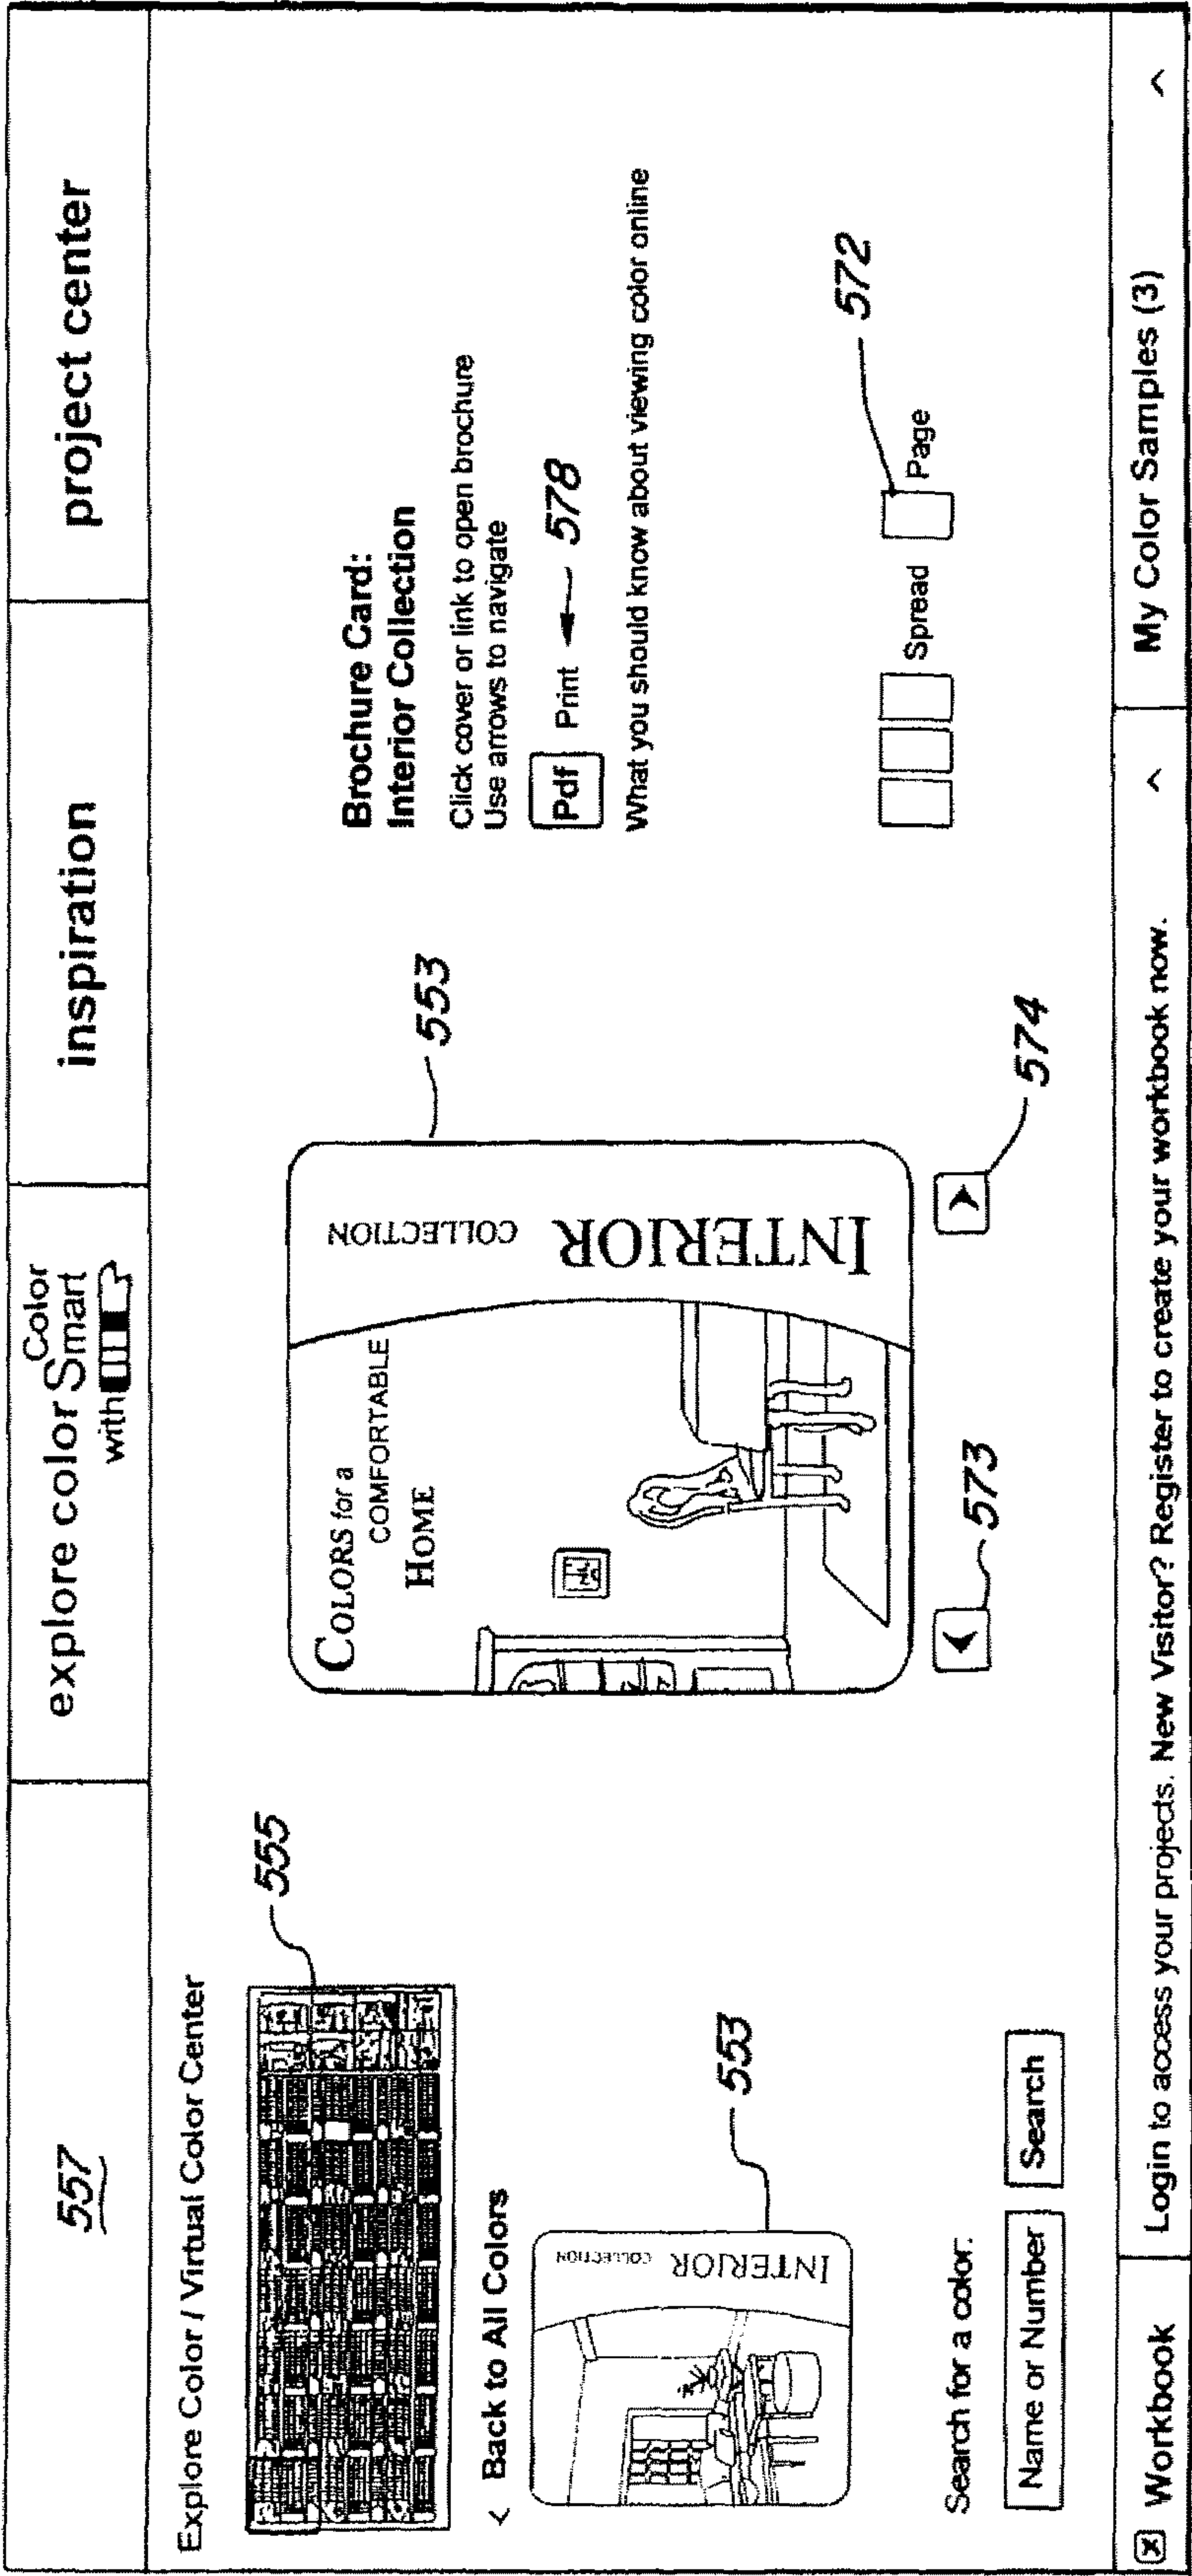 557
explore color
Color
Smart
with
inspiration
project center
Explore Color / Virtual Color Center
555
< Back to All Colors
INTERIOR
COLLECTION
553
Search for a color:
Name or Number
Search
COLORS for a
COMFORTABLE
HOME
INTERIOR
COLLECTION
553
573
574
Brochure Card:
Interior Collection
Click cover or link to open brochure
Use arrows to navigate
Pdf Print 578
What you should know about viewing color online
Spread Page
572
x Workbook
Login to access your projects. New Visitor? Register to create your workbook now. ^
My Color Samples (3) ^